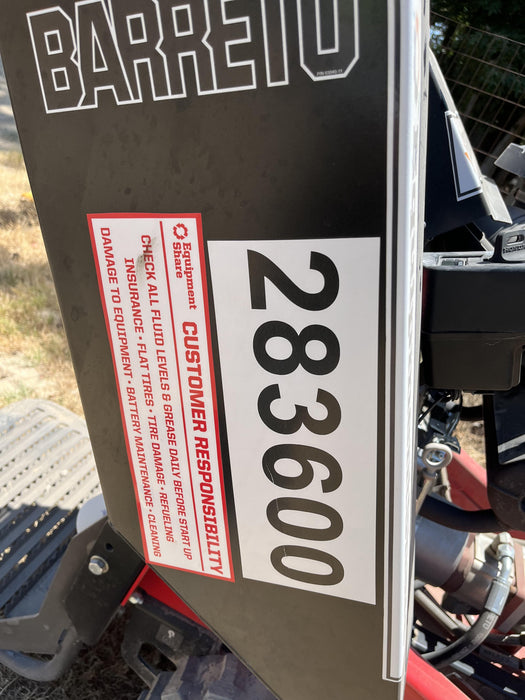 BARRETO
283600
Equipment
Share
CUSTOMER RESPONSIBILITY
CHECK ALL FLUID LEVELS & GREASE DAILY BEFORE START UP
INSURANCE • FLAT TIRES • TIRE DAMAGE • REFUELING
DAMAGE TO EQUIPMENT • BATTERY MAINTENANCE • CLEANING